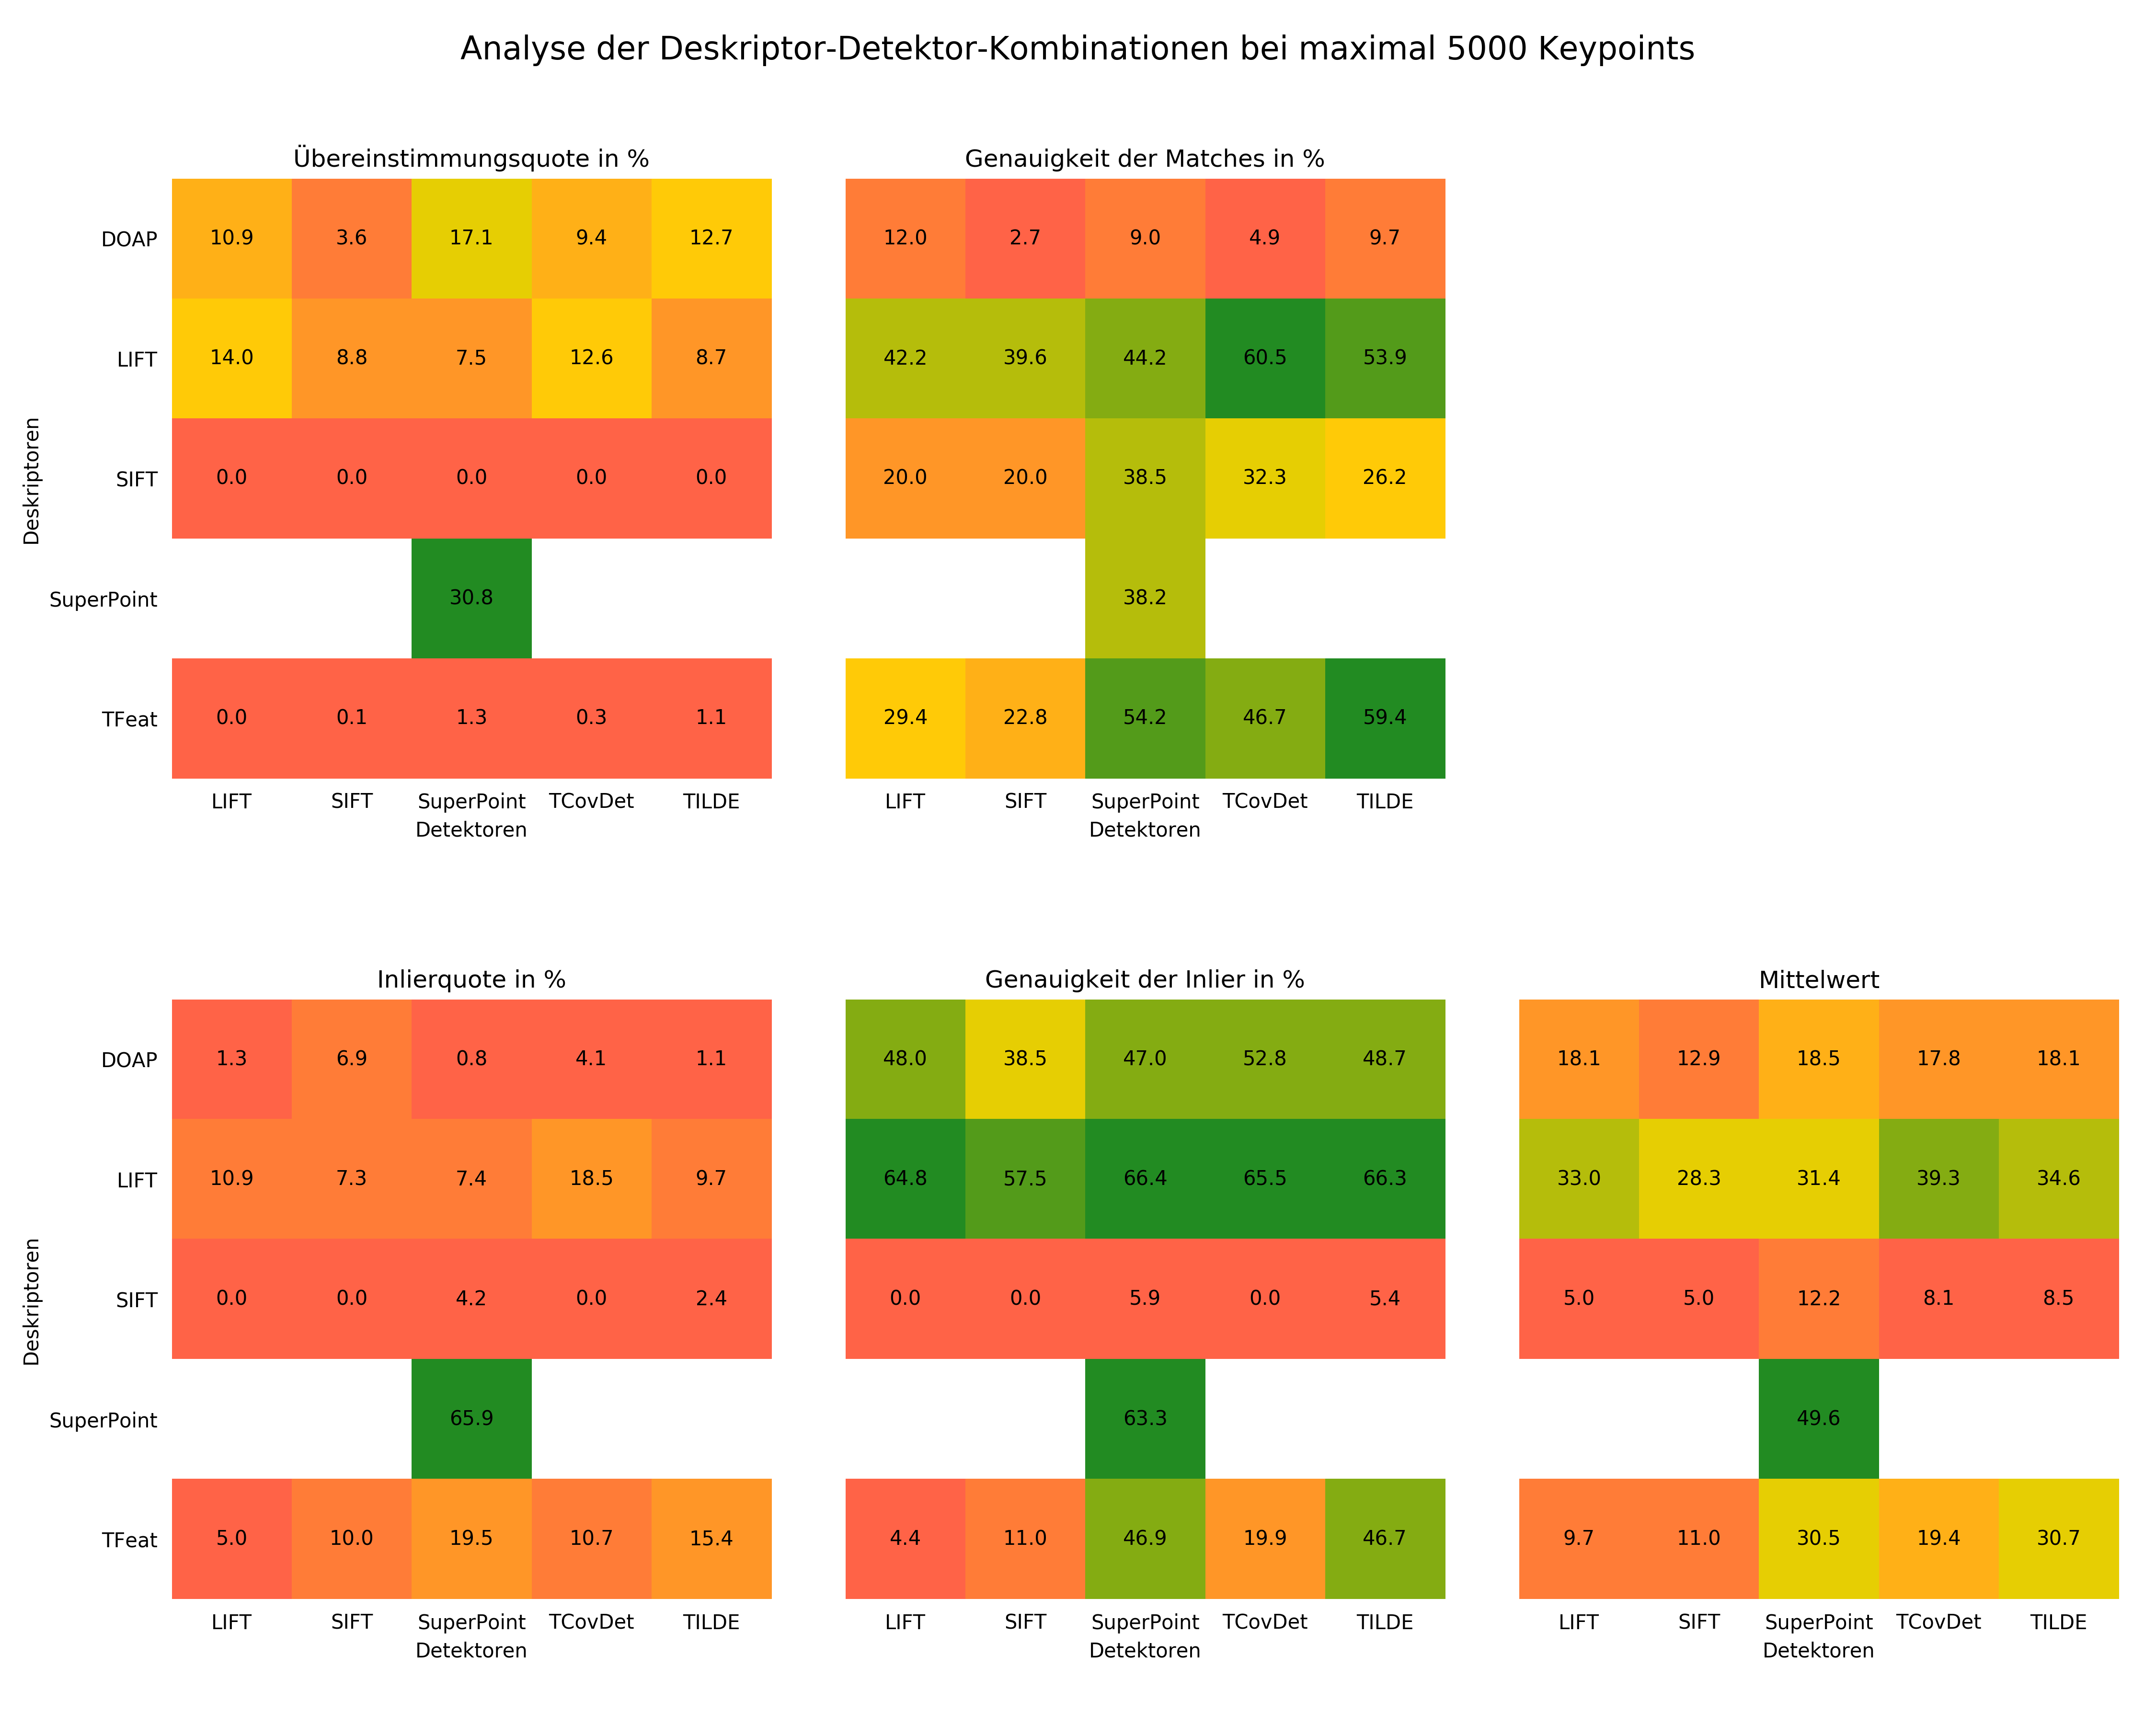 Analyse der Deskriptor-Detektor-Kombinationen bei maximal 5000 Keypoints
Übereinstimmungsquote in %
Deskriptoren
DOAP 10.9 3.6 17.1 9.4 12.7
LIFT 14.0 8.8 7.5 12.6 8.7
SIFT 0.0 0.0 0.0 0.0 0.0
SuperPoint 30.8
TFeat 0.0 0.1 1.3 0.3 1.1
LIFT SIFT SuperPoint TCovDet TILDE
Detektoren
Genauigkeit der Matches in %
12.0 2.7 9.0 4.9 9.7
42.2 39.6 44.2 60.5 53.9
20.0 20.0 38.5 32.3 26.2
38.2
29.4 22.8 54.2 46.7 59.4
LIFT SIFT SuperPoint TCovDet TILDE
Detektoren
Inlierquote in %
Deskriptoren
DOAP 1.3 6.9 0.8 4.1 1.1
LIFT 10.9 7.3 7.4 18.5 9.7
SIFT 0.0 0.0 4.2 0.0 2.4
SuperPoint 65.9
TFeat 5.0 10.0 19.5 10.7 15.4
LIFT SIFT SuperPoint TCovDet TILDE
Detektoren
Genauigkeit der Inlier in %
48.0 38.5 47.0 52.8 48.7
64.8 57.5 66.4 65.5 66.3
0.0 0.0 5.9 0.0 5.4
63.3
4.4 11.0 46.9 19.9 46.7
LIFT SIFT SuperPoint TCovDet TILDE
Detektoren
Mittelwert
18.1 12.9 18.5 17.8 18.1
33.0 28.3 31.4 39.3 34.6
5.0 5.0 12.2 8.1 8.5
49.6
9.7 11.0 30.5 19.4 30.7
LIFT SIFT SuperPoint TCovDet TILDE
Detektoren